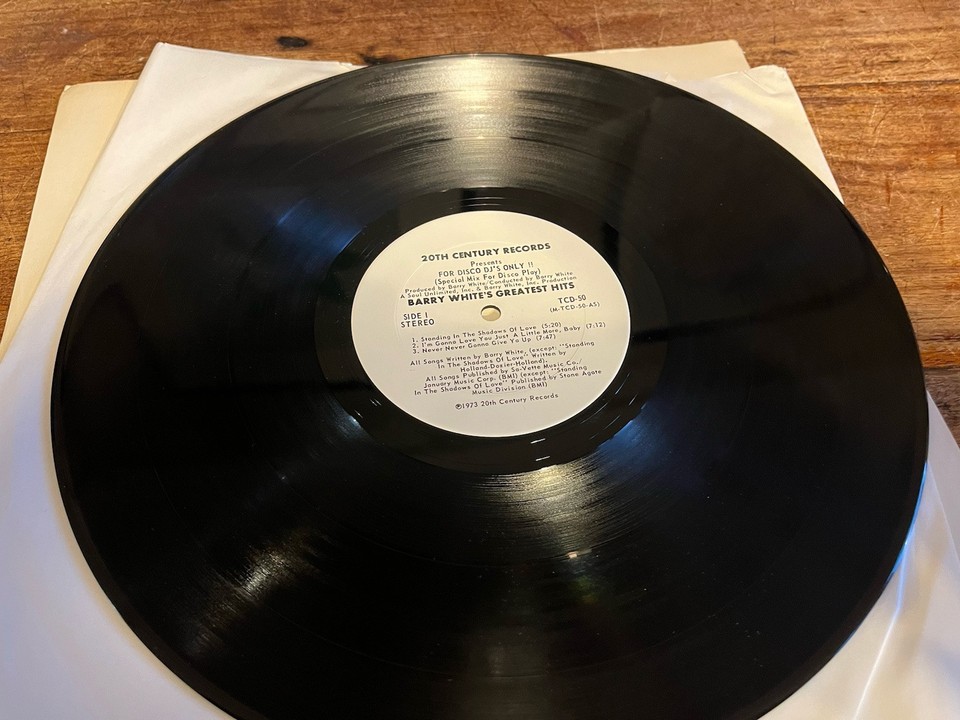 20TH CENTURY RECORDS
Presents
FOR DISCO DJ'S ONLY !!
(Special Mix For Disco Play)
Produced by Barry White/Conducted by Barry White
A Soul Unlimited, Inc. & Barry White, Inc. Production
BARRY WHITE'S GREATEST HITS
SIDE I
STEREO
TCD-50
(M-TCD-50-AS)
1. Standing In The Shadows Of Love (5:20)
2. I'm Gonna Love You Just A Little More, Baby (7:12)
3. Never Never Gonna Give Ya Up (7:47)
All Songs Written by Barry White, (except: "Standing
In The Shadows Of Love" Written by
Holland-Dozier-Holland).
All Songs Published by Sa-Vette Music Co./
January Music Corp. (BMI) (except: "Standing
In The Shadows Of Love" Published by Stone Agate
Music Division (BMI)
℗1973 20th Century Records